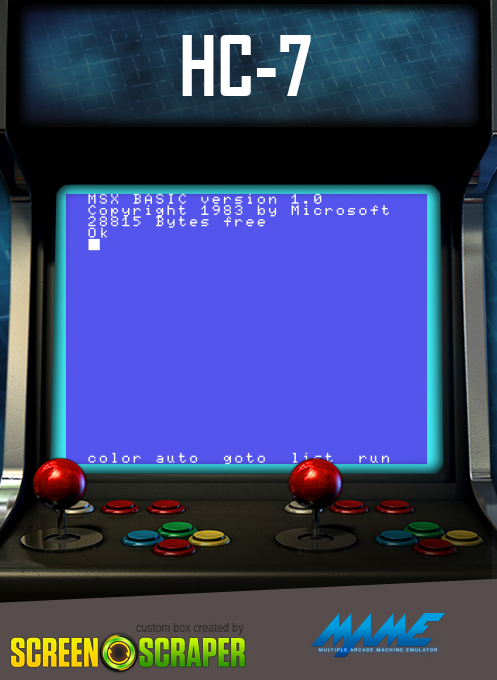 HC-7
MSX BASIC version 1.0
Copyright 1983 by Microsoft
28815 Bytes free
Ok
color auto goto list run
custom box created by
SCREEN SCRAPER
MAME
MULTIPLE ARCADE MACHINE EMULATOR